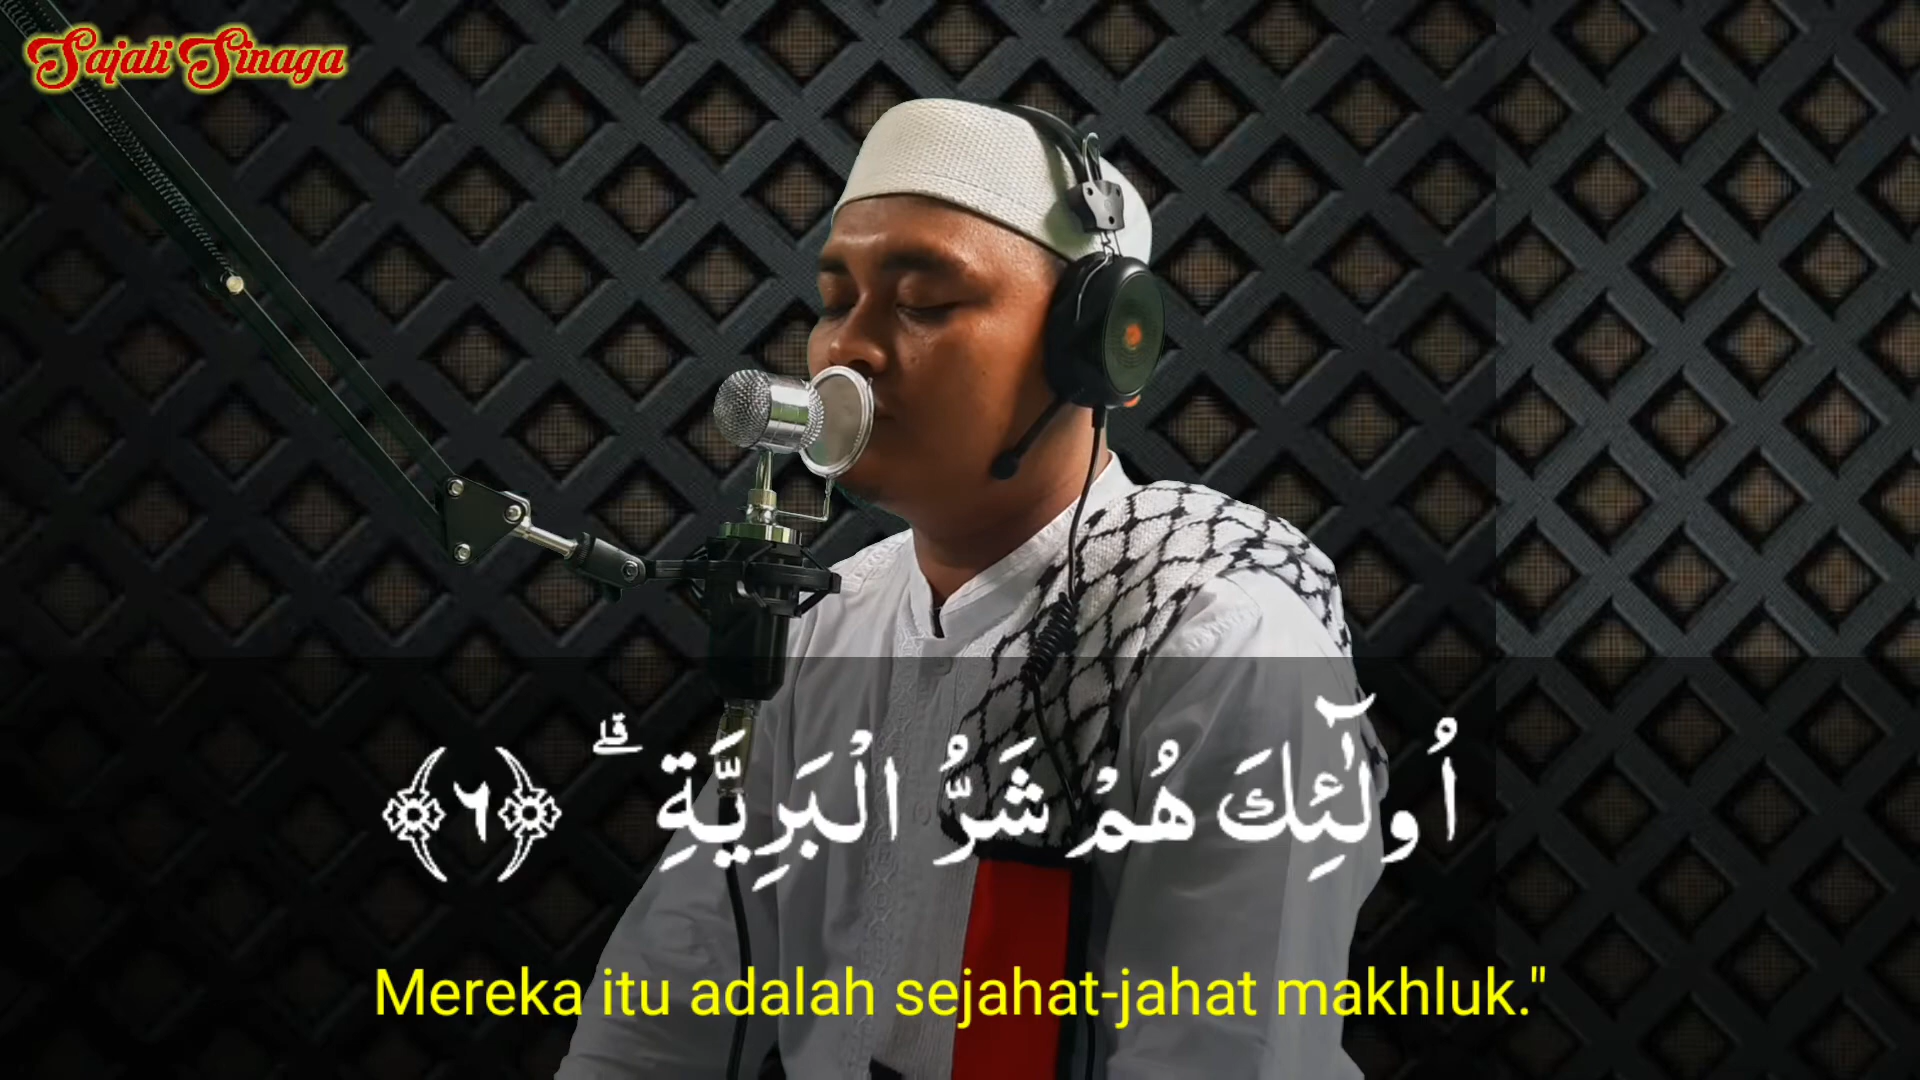 Sajali Sinaga
اُولٰۤئِكَ هُمْ شَرُّ الْبَرِيَّةِ ۗ ﴿٦﴾
Mereka itu adalah sejahat-jahat makhluk."